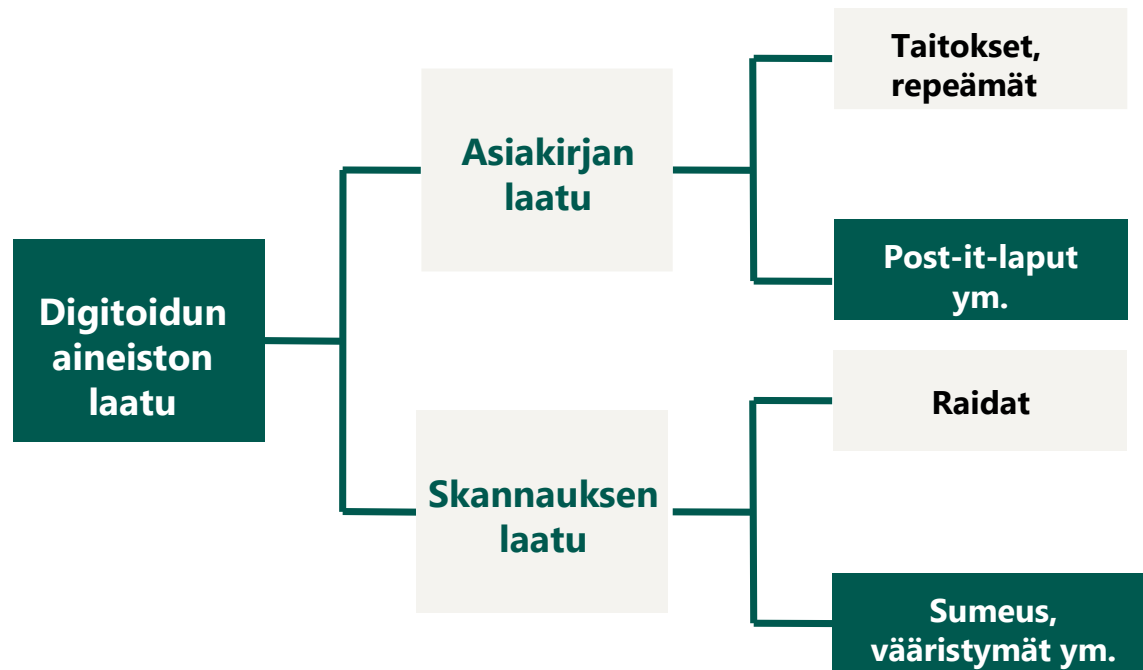 Digitoidun
aineiston
laatu
Asiakirjan
laatu
Taitokset,
repeämät
Post-it-laput
ym.
Skannauksen
laatu
Raidat
Sumeus,
vääristymät ym.